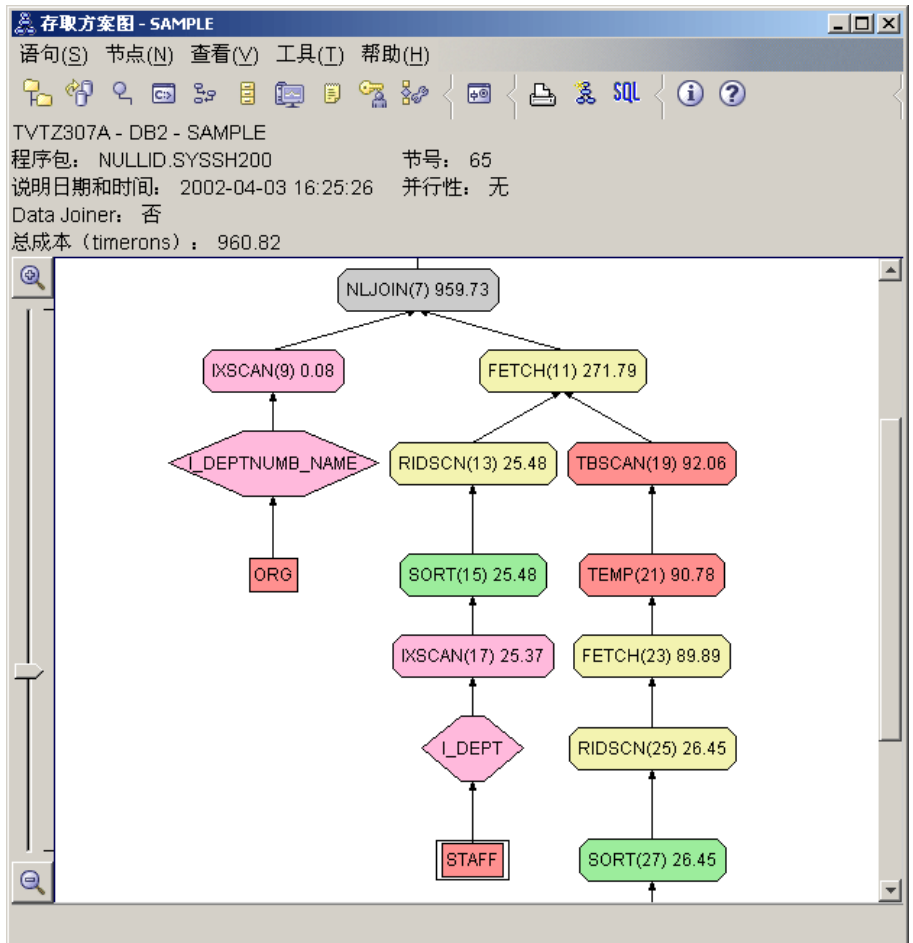 存取方案图 - SAMPLE
语句(S) 节点(N) 查看(V) 工具(T) 帮助(H)
SQL
TVTZ307A - DB2 - SAMPLE
程序包： NULLID.SYSSH200 节号： 65
说明日期和时间： 2002-04-03 16:25:26 并行性： 无
Data Joiner： 否
总成本（timerons）： 960.82
NLJOIN(7) 959.73
IXSCAN(9) 0.08 FETCH(11) 271.79
I_DEPTNUMB_NAME RIDSCN(13) 25.48 TBSCAN(19) 92.06
ORG SORT(15) 25.48 TEMP(21) 90.78
IXSCAN(17) 25.37 FETCH(23) 89.89
I_DEPT RIDSCN(25) 26.45
STAFF SORT(27) 26.45